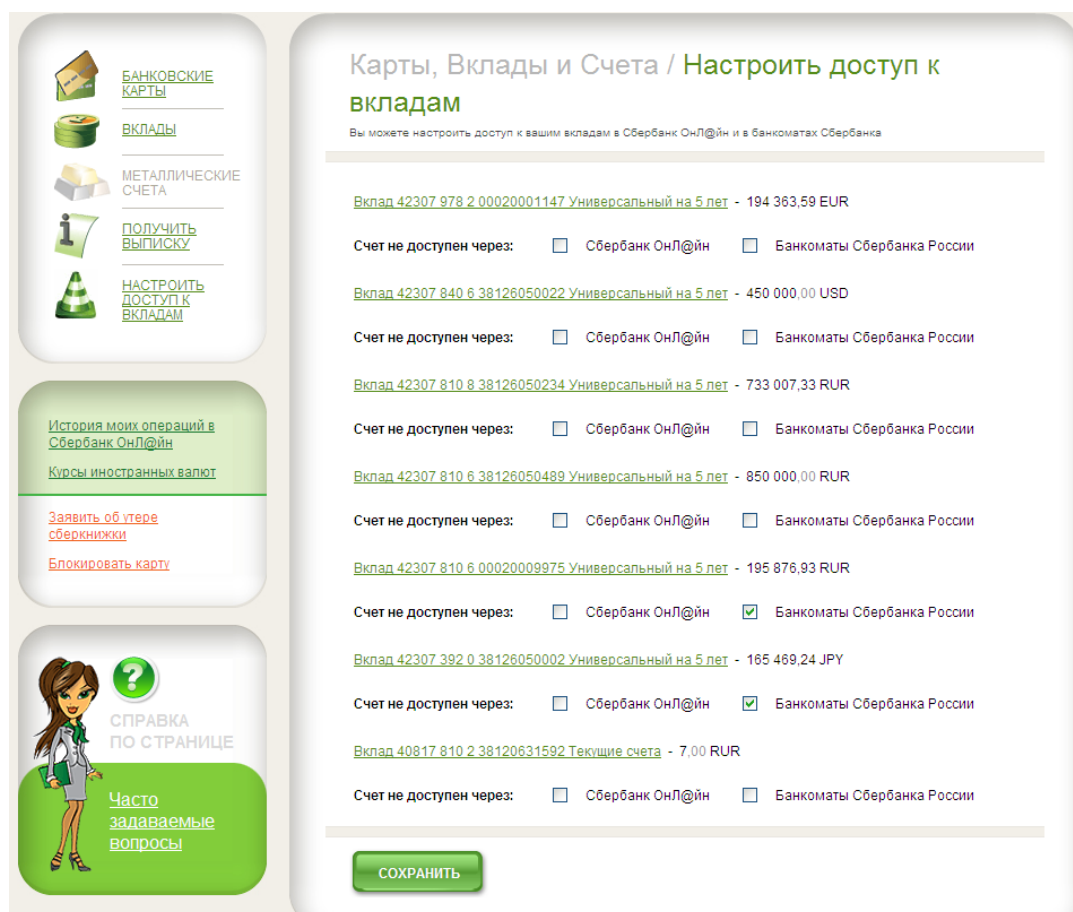 БАНКОВСКИЕ
КАРТЫ
ВКЛАДЫ
МЕТАЛЛИЧЕСКИЕ
СЧЕТА
ПОЛУЧИТЬ
ВЫПИСКУ
НАСТРОИТЬ
ДОСТУП К
ВКЛАДАМ
История моих операций в
Сбербанк ОнЛ@йн
Курсы иностранных валют
Заявить об утере
сберкнижки
Блокировать карту
СПРАВКА
ПО СТРАНИЦЕ
Часто
задаваемые
вопросы
Карты, Вклады и Счета / Настроить доступ к
вкладам
Вы можете настроить доступ к вашим вкладам в Сбербанк ОнЛ@йн и в банкоматах Сбербанка
Вклад 42307 978 2 00020001147 Универсальный на 5 лет - 194 363,59 EUR
Счет не доступен через: Сбербанк ОнЛ@йн Банкоматы Сбербанка России
Вклад 42307 840 6 38126050022 Универсальный на 5 лет - 450 000,00 USD
Счет не доступен через: Сбербанк ОнЛ@йн Банкоматы Сбербанка России
Вклад 42307 810 8 38126050234 Универсальный на 5 лет - 733 007,33 RUR
Счет не доступен через: Сбербанк ОнЛ@йн Банкоматы Сбербанка России
Вклад 42307 810 6 38126050489 Универсальный на 5 лет - 850 000,00 RUR
Счет не доступен через: Сбербанк ОнЛ@йн Банкоматы Сбербанка России
Вклад 42307 810 6 00020009975 Универсальный на 5 лет - 195 876,93 RUR
Счет не доступен через: Сбербанк ОнЛ@йн Банкоматы Сбербанка России
Вклад 42307 392 0 38126050002 Универсальный на 5 лет - 165 469,24 JPY
Счет не доступен через: Сбербанк ОнЛ@йн Банкоматы Сбербанка России
Вклад 40817 810 2 38120631592 Текущие счета - 7,00 RUR
Счет не доступен через: Сбербанк ОнЛ@йн Банкоматы Сбербанка России
СОХРАНИТЬ